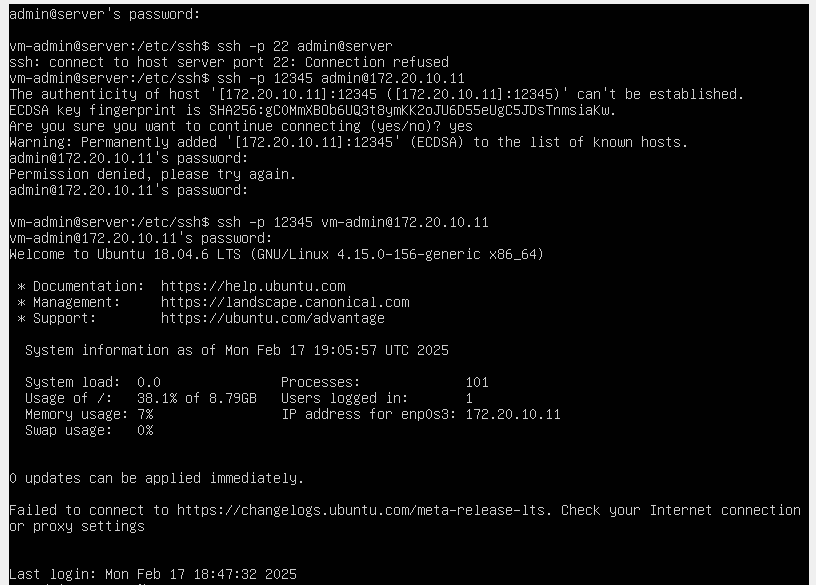 admin@server's password:
vm-admin@server:/etc/ssh$ ssh -p 22 admin@server
ssh: connect to host server port 22: Connection refused
vm-admin@server:/etc/ssh$ ssh -p 12345 admin@172.20.10.11
The authenticity of host '[172.20.10.11]:12345 ([172.20.10.11]:12345)' can't be established.
ECDSA key fingerprint is SHA256:gC0MmXBOb6UQ3t8ymKK2oJU6D55eUgC5JDsTnmsiaKw.
Are you sure you want to continue connecting (yes/no)? yes
Warning: Permanently added '[172.20.10.11]:12345' (ECDSA) to the list of known hosts.
admin@172.20.10.11's password:
Permission denied, please try again.
admin@172.20.10.11's password:
vm-admin@server:/etc/ssh$ ssh -p 12345 vm-admin@172.20.10.11
vm-admin@172.20.10.11's password:
Welcome to Ubuntu 18.04.6 LTS (GNU/Linux 4.15.0-156-generic x86_64)
* Documentation:  https://help.ubuntu.com
* Management:     https://landscape.canonical.com
* Support:        https://ubuntu.com/advantage
System information as of Mon Feb 17 19:05:57 UTC 2025
System load:  0.0               Processes:             101
Usage of /:   38.1% of 8.79GB   Users logged in:       1
Memory usage: 7%                IP address for enp0s3: 172.20.10.11
Swap usage:   0%
0 updates can be applied immediately.
Failed to connect to https://changelogs.ubuntu.com/meta-release-lts. Check your Internet connection
or proxy settings
Last login: Mon Feb 17 18:47:32 2025